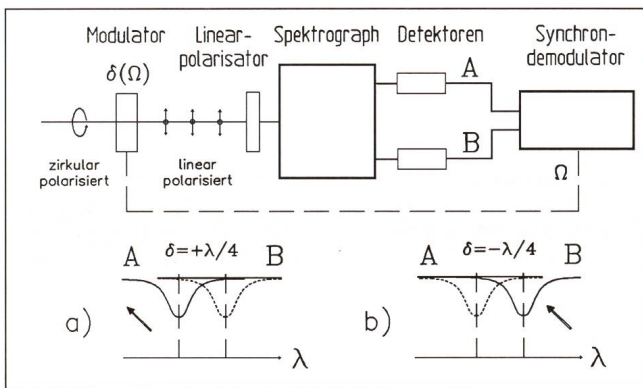 Modulator
δ(Ω)
Linear-
polarisator
Spektrograph
Detektoren
Synchron-
demodulator
A
B
Ω
zirkular
polarisiert
linear
polarisiert
A δ=+λ/4 B
a)
λ
A δ=−λ/4 B
b)
λ